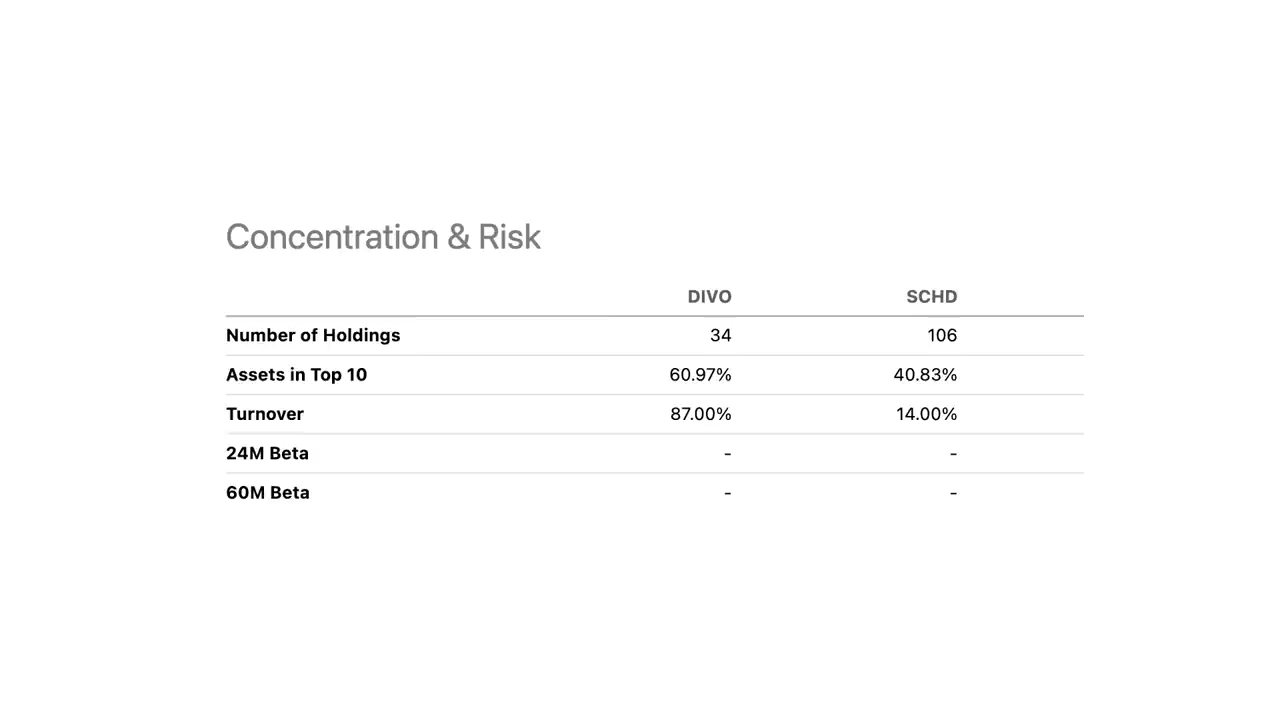 Concentration & Risk
DIVO SCHD
Number of Holdings 34 106
Assets in Top 10 60.97% 40.83%
Turnover 87.00% 14.00%
24M Beta - -
60M Beta - -